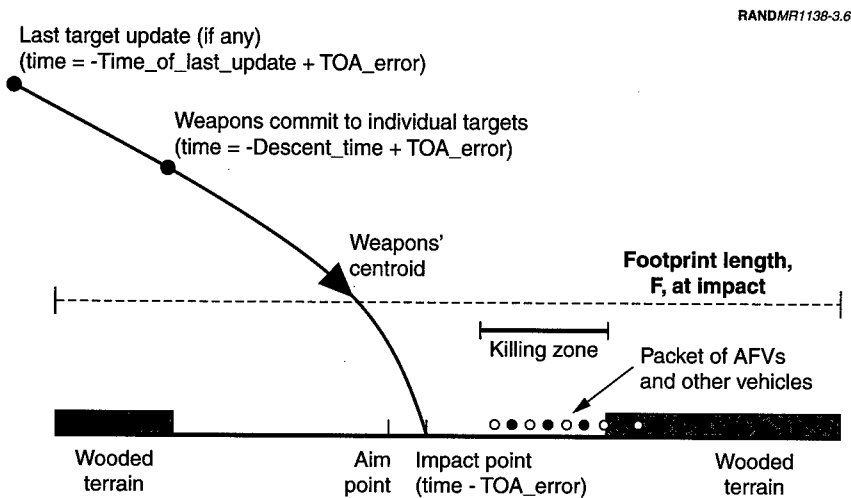 RANDMR1138-3.6
Last target update (if any)
(time = -Time_of_last_update + TOA_error)
Weapons commit to individual targets
(time = -Descent_time + TOA_error)
Weapons'
centroid
Footprint length,
F, at impact
Killing zone
Packet of AFVs
and other vehicles
Wooded
terrain
Aim
point
Impact point
(time - TOA_error)
Wooded
terrain